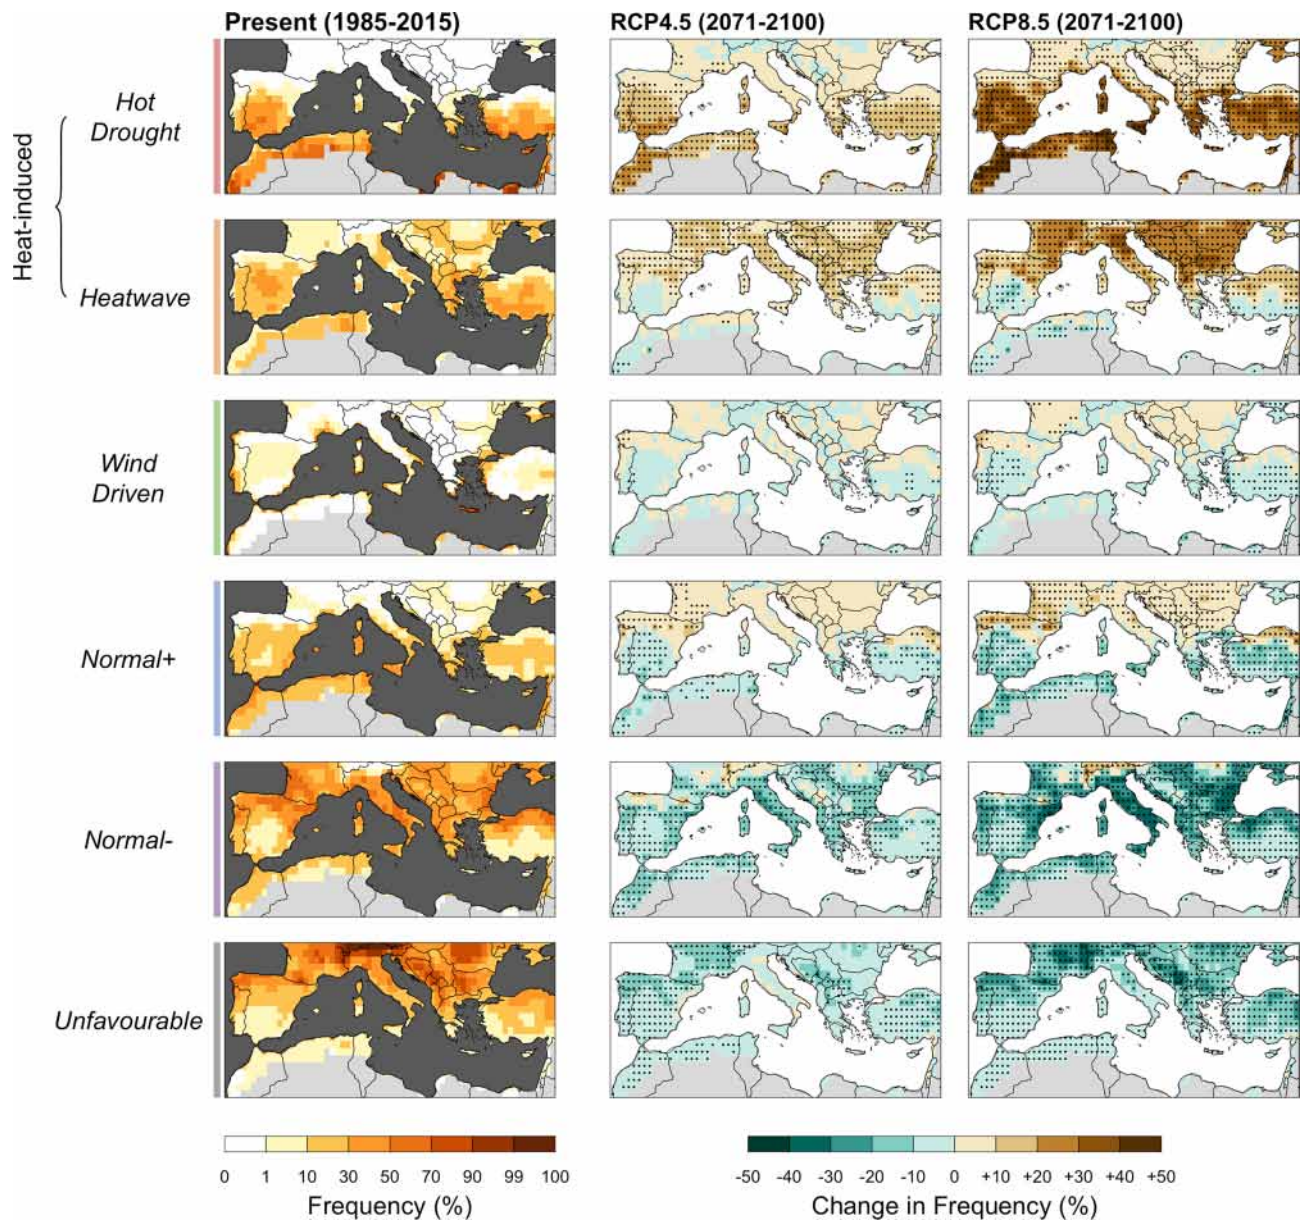 Present (1985-2015)
RCP4.5 (2071-2100)
RCP8.5 (2071-2100)
Heat-induced
Hot
Drought
Heatwave
Wind
Driven
Normal+
Normal-
Unfavourable
0 1 10 30 50 70 90 99 100
Frequency (%)
-50 -40 -30 -20 -10 0 +10 +20 +30 +40 +50
Change in Frequency (%)